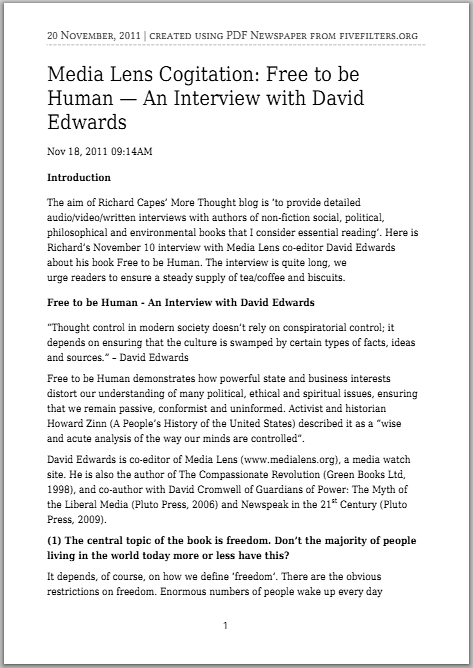 20 November, 2011 | created using PDF Newspaper from fivefilters.org
Media Lens Cogitation: Free to be
Human — An Interview with David
Edwards
Nov 18, 2011 09:14AM
Introduction
The aim of Richard Capes’ More Thought blog is ‘to provide detailed
audio/video/written interviews with authors of non-fiction social, political,
philosophical and environmental books that I consider essential reading’. Here is
Richard’s November 10 interview with Media Lens co-editor David Edwards
about his book Free to be Human. The interview is quite long, we
urge readers to ensure a steady supply of tea/coffee and biscuits.
Free to be Human - An Interview with David Edwards
“Thought control in modern society doesn’t rely on conspiratorial control; it
depends on ensuring that the culture is swamped by certain types of facts, ideas
and sources.” – David Edwards
Free to be Human demonstrates how powerful state and business interests
distort our understanding of many political, ethical and spiritual issues, ensuring
that we remain passive, conformist and uninformed. Activist and historian
Howard Zinn (A People’s History of the United States) described it as a “wise
and acute analysis of the way our minds are controlled”.
David Edwards is co-editor of Media Lens (www.medialens.org), a media watch
site. He is also the author of The Compassionate Revolution (Green Books Ltd,
1998), and co-author with David Cromwell of Guardians of Power: The Myth of
the Liberal Media (Pluto Press, 2006) and Newspeak in the 21st Century (Pluto
Press, 2009).
(1) The central topic of the book is freedom. Don’t the majority of people
living in the world today more or less have this?
It depends, of course, on how we define ‘freedom’. There are the obvious
restrictions on freedom. Enormous numbers of people wake up every day
1